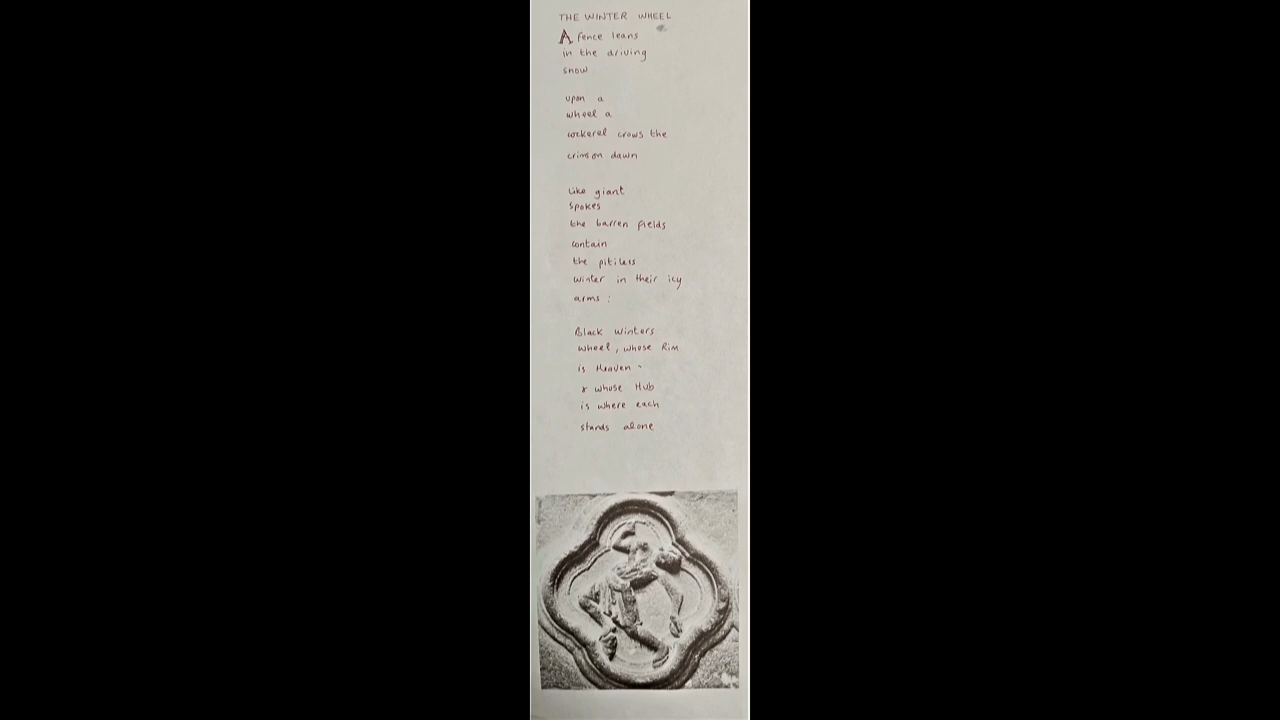 THE WINTER WHEEL
A fence leans
in the driving
snow
upon a
wheel a
cockerel crows the
crimson dawn
Like giant
spokes
the barren fields
contain
the pitiless
winter in their icy
arms :
Black winters
wheel, whose Rim
is Heaven -
& whose Hub
is where each
stands alone